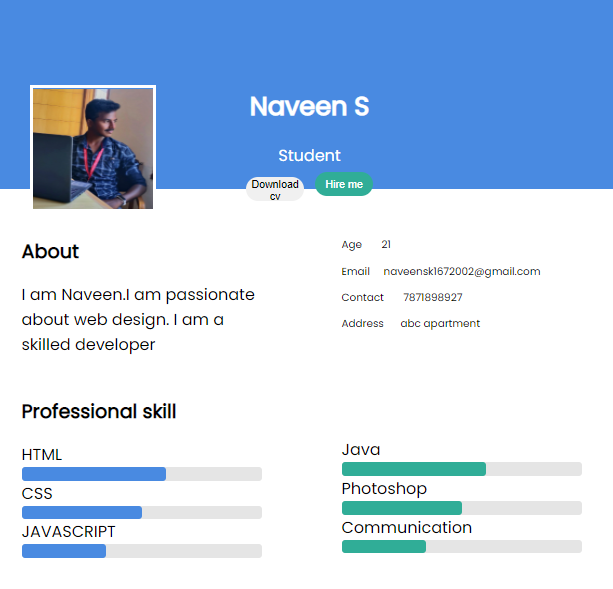 Naveen S
Student
Download
cv
Hire me
About
I am Naveen.I am passionate
about web design. I am a
skilled developer
Age 21
Email naveensk1672002@gmail.com
Contact 7871898927
Address abc apartment
Professional skill
HTML
CSS
JAVASCRIPT
Java
Photoshop
Communication